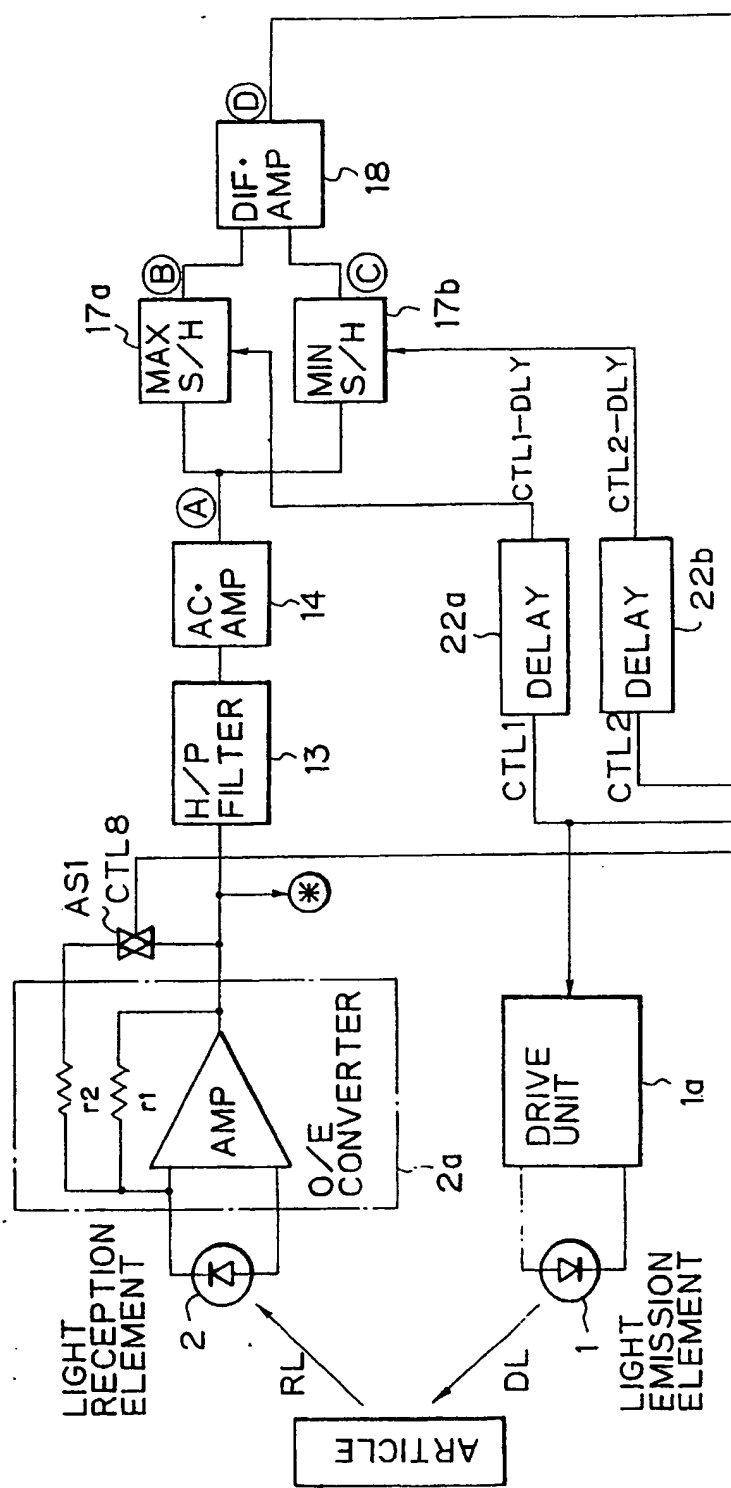 LIGHT
RECEPTION
ELEMENT
2
RL
ARTICLE
DL
1
LIGHT
EMISSION
ELEMENT
r2
r1
AMP
O/E
CONVERTER
2a
AS1
CTL8
*
H/P
FILTER
13
AC·
AMP
14
A
17a
MAX
S/H
B
MIN
S/H
17b
C
DIF·
AMP
18
D
DRIVE
UNIT
1a
CTL1
22a
DELAY
CTL1-DLY
CTL2
DELAY
22b
CTL2-DLY